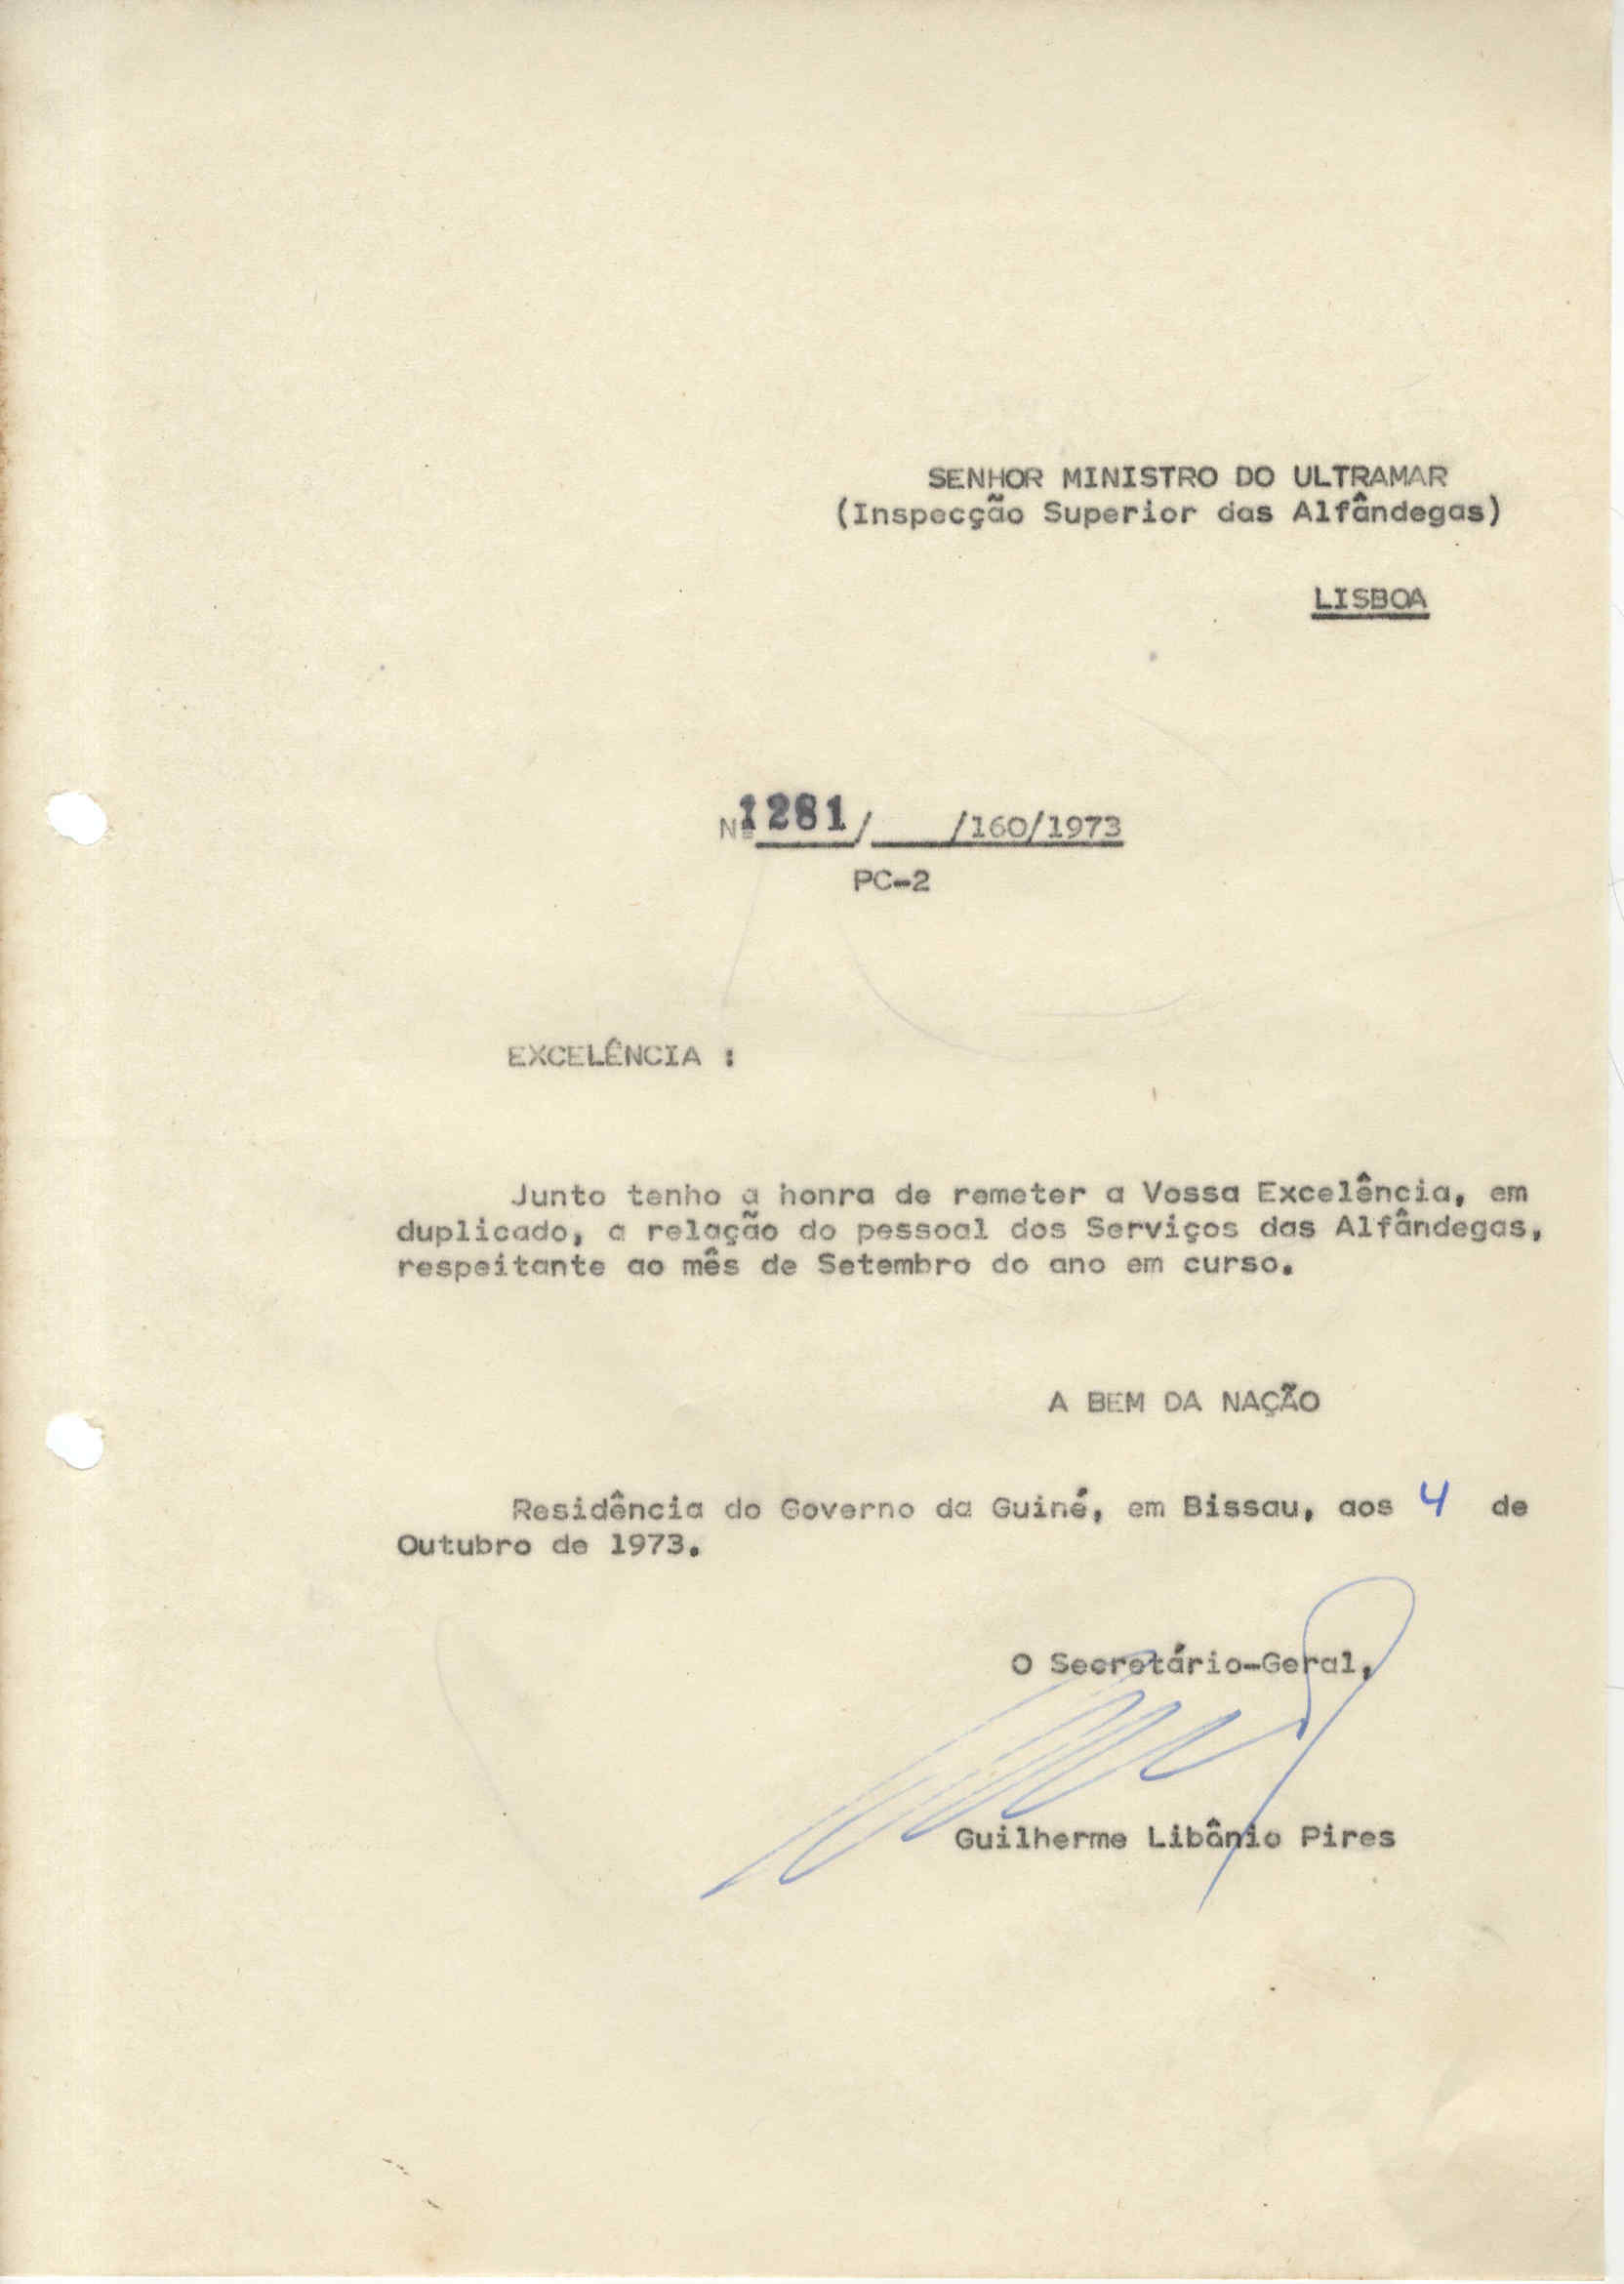 SENHOR MINISTRO DO ULTRAMAR
(Inspecção Superior das Alfândegas)
LISBOA
Nº 1281/ /160/1973
PC-2
EXCELÊNCIA :
Junto tenho a honra de remeter a Vossa Excelência, em
duplicado, a relação do pessoal dos Serviços das Alfândegas,
respeitante ao mês de Setembro do ano em curso.
A BEM DA NAÇÃO
Residência do Governo da Guiné, em Bissau, aos 4 de
Outubro de 1973.
O Secretário-Geral,
Guilherme Libânio Pires